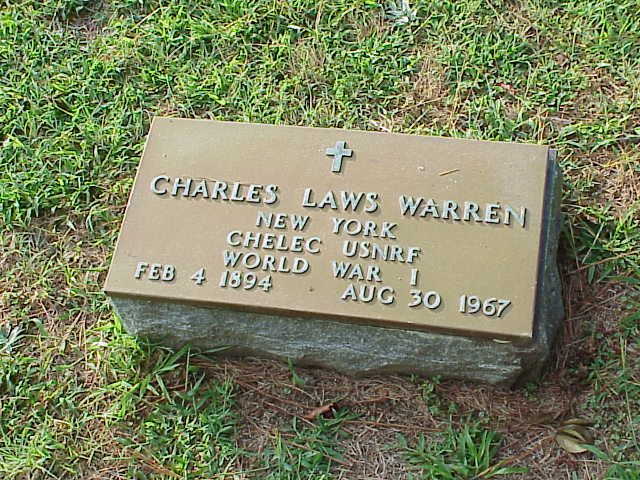 CHARLES LAWS WARREN
NEW YORK
CHELEC USNRF
WORLD WAR I
FEB 4 1894 AUG 30 1967